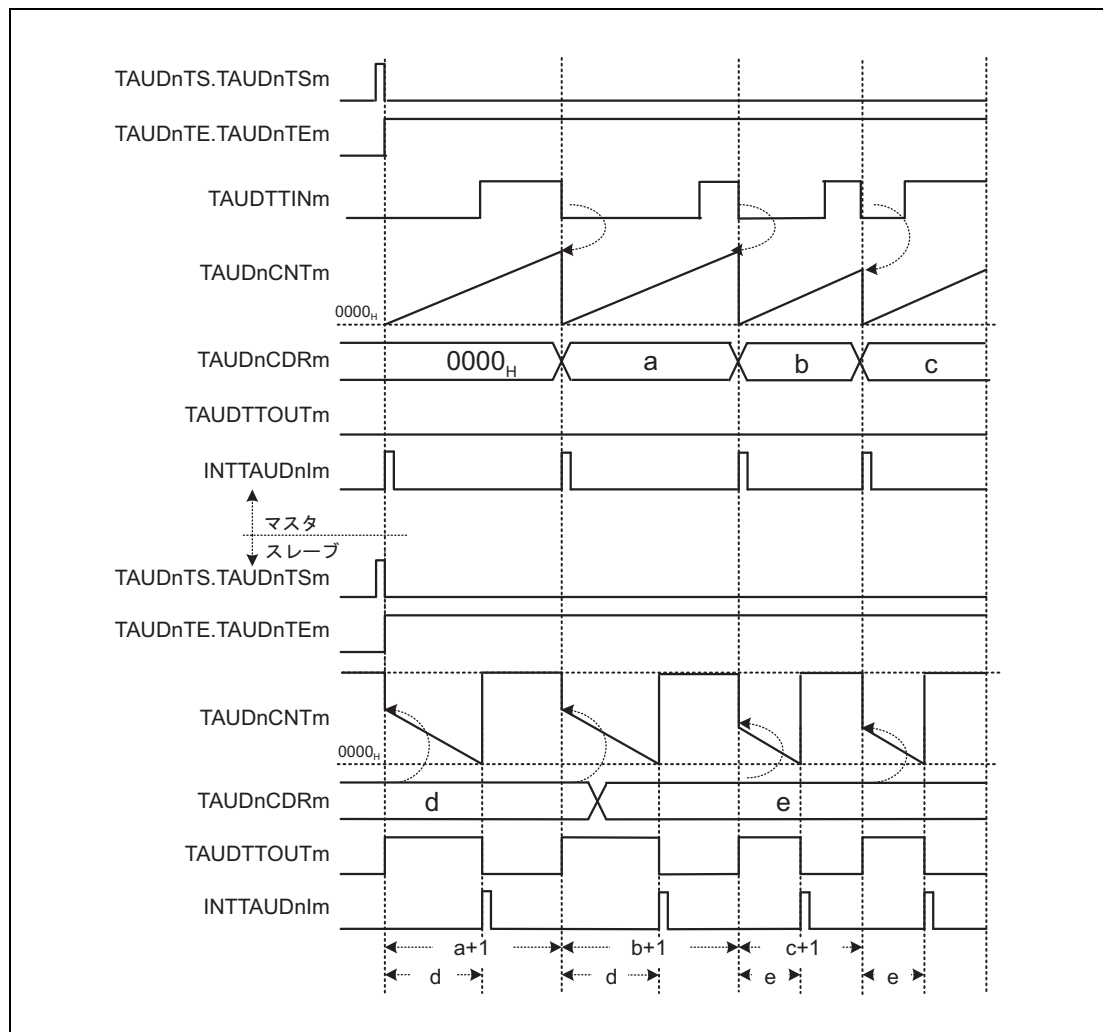 TAUDnTS.TAUDnTSm
TAUDnTE.TAUDnTEm
TAUDTTINm
TAUDnCNTm
0000H
TAUDnCDRm
0000H
a
b
c
TAUDTTOUTm
INTTAUDnIm
マスタ
スレーブ
TAUDnTS.TAUDnTSm
TAUDnTE.TAUDnTEm
TAUDnCNTm
0000H
TAUDnCDRm
d
e
TAUDTTOUTm
INTTAUDnIm
a+1
b+1
c+1
d
d
e
e